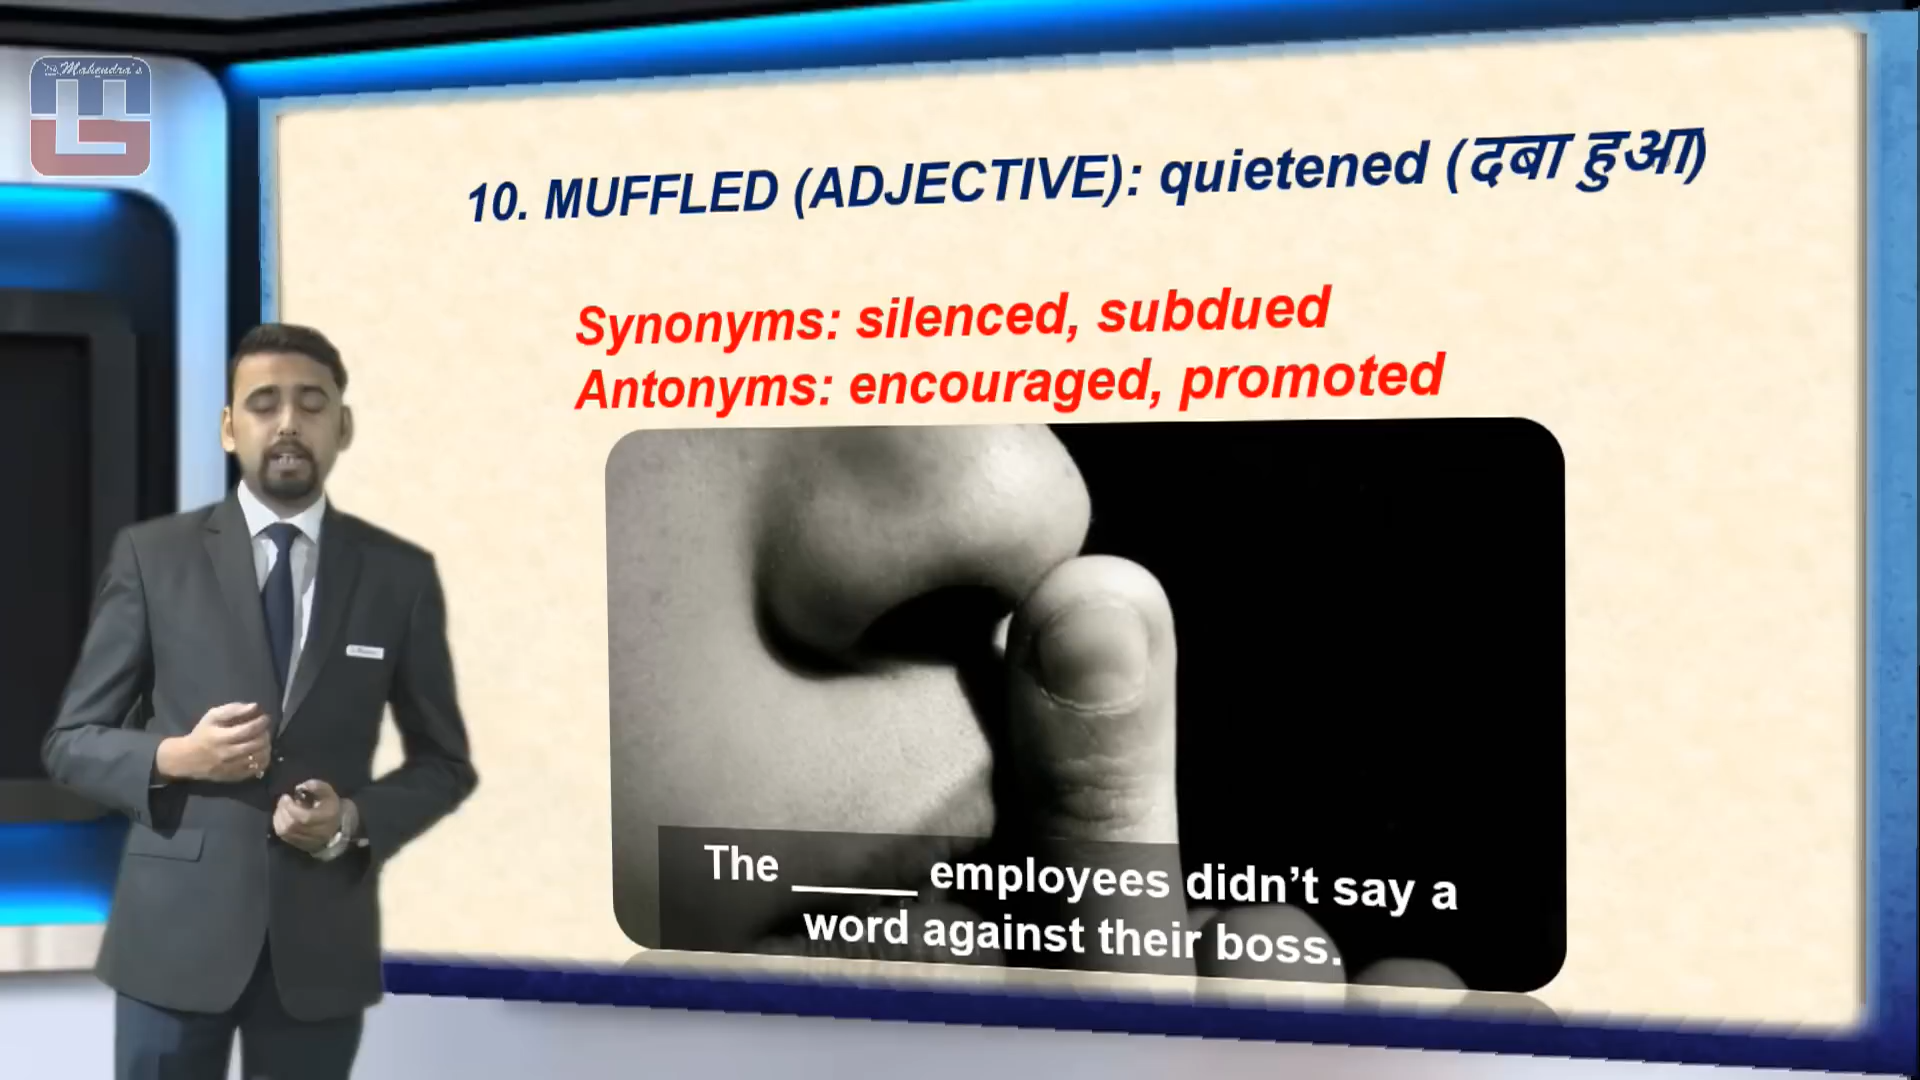 Mahendra's
10. MUFFLED (ADJECTIVE): quietened (दबा हुआ)
Synonyms: silenced, subdued
Antonyms: encouraged, promoted
The _____ employees didn't say a
word against their boss.